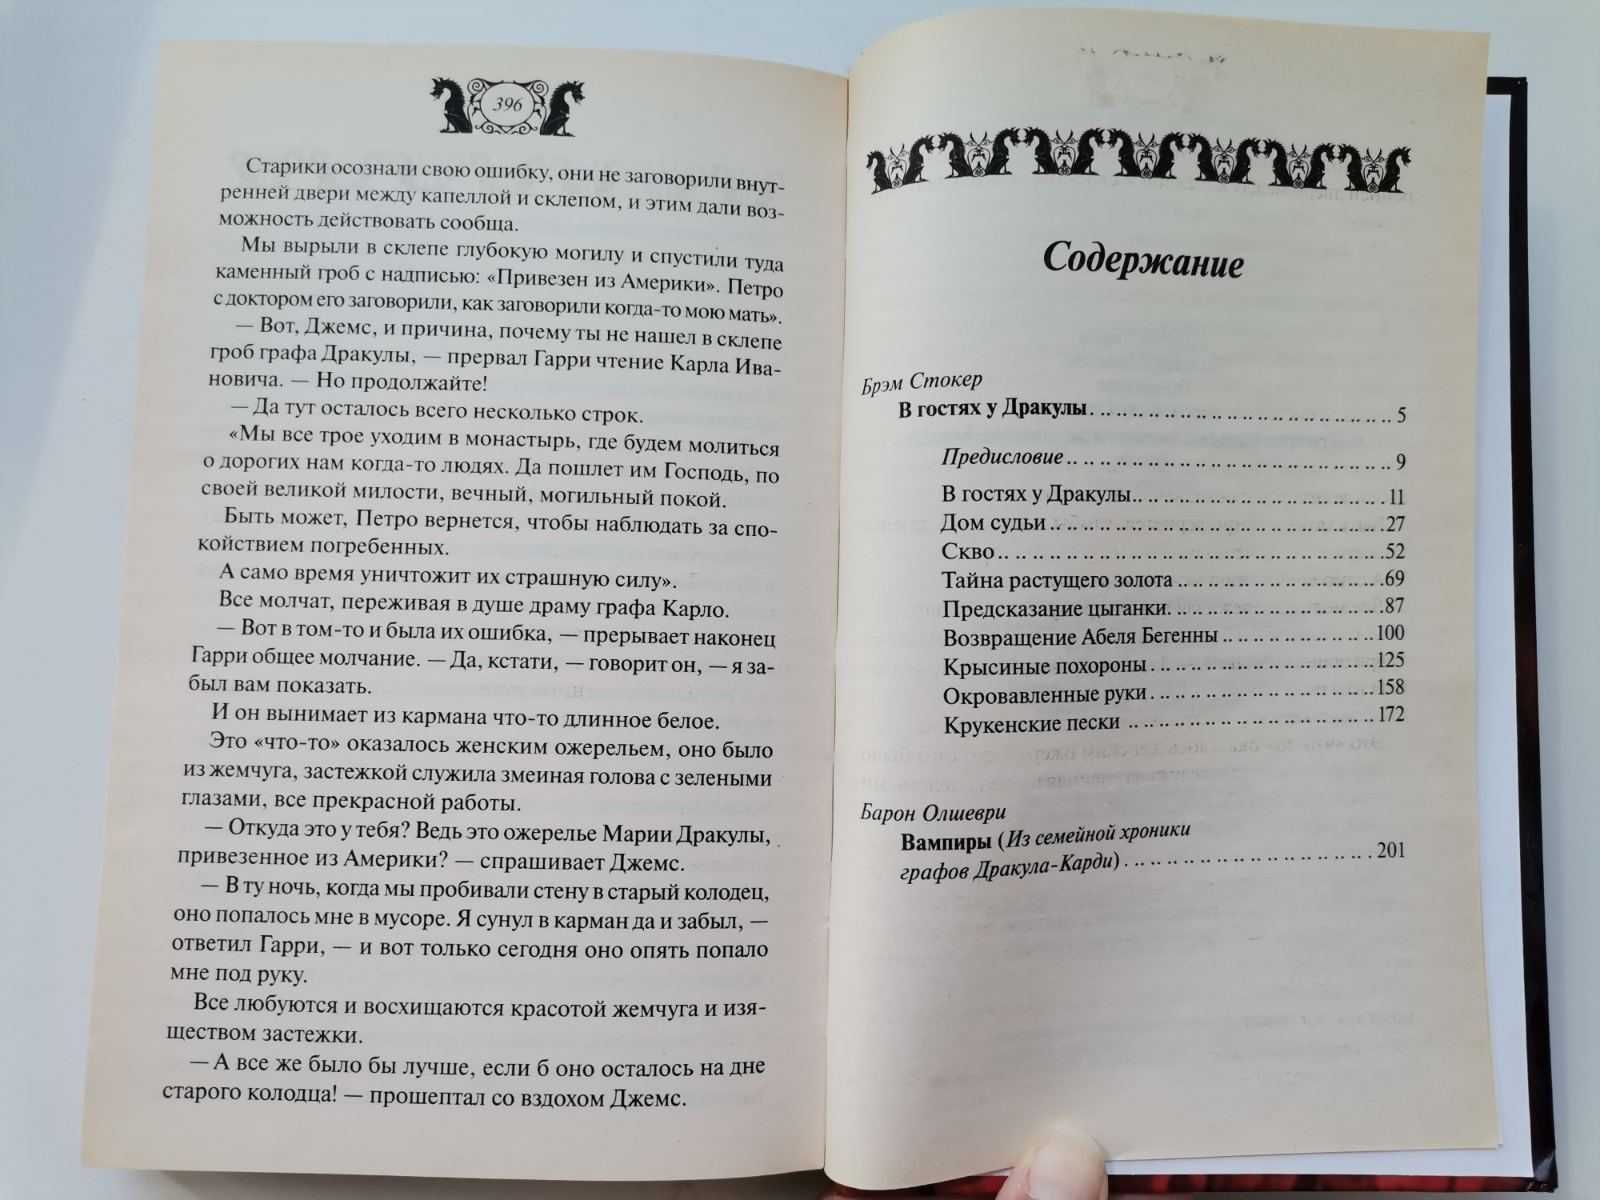 396
Старики осознали свою ошибку, они не заговорили внут-
ренней двери между капеллой и склепом, и этим дали воз-
можность действовать сообща.
Мы вырыли в склепе глубокую могилу и спустили туда
каменный гроб с надписью: «Привезен из Америки». Петро
с доктором его заговорили, как заговорили когда-то мою мать».
— Вот, Джемс, и причина, почему ты не нашел в склепе
гроб графа Дракулы, — прервал Гарри чтение Карла Ива-
новича. — Но продолжайте!
— Да тут осталось всего несколько строк.
«Мы все трое уходим в монастырь, где будем молиться
о дорогих нам когда-то людях. Да пошлет им Господь, по
своей великой милости, вечный, могильный покой.
Быть может, Петро вернется, чтобы наблюдать за спо-
койствием погребенных.
А само время уничтожит их страшную силу».
Все молчат, переживая в душе драму графа Карло.
— Вот в том-то и была их ошибка, — прерывает наконец
Гарри общее молчание. — Да, кстати, — говорит он, — я за-
был вам показать.
И он вынимает из кармана что-то длинное белое.
Это «что-то» оказалось женским ожерельем, оно было
из жемчуга, застежкой служила змеиная голова с зелеными
глазами, все прекрасной работы.
— Откуда это у тебя? Ведь это ожерелье Марии Дракулы,
привезенное из Америки? — спрашивает Джемс.
— В ту ночь, когда мы пробивали стену в старый колодец,
оно попалось мне в мусоре. Я сунул в карман да и забыл, —
ответил Гарри, — и вот только сегодня оно опять попало
мне под руку.
Все любуются и восхищаются красотой жемчуга и изя-
ществом застежки.
— А все же было бы лучше, если б оно осталось на дне
старого колодца! — прошептал со вздохом Джемс.
Содержание
Брэм Стокер
В гостях у Дракулы. . . . . . . . . . . . . . . . . . . 5
Предисловие . . . . . . . . . . . . . . . . . . . 9
В гостях у Дракулы. . . . . . . . . . . . . . . 11
Дом судьи . . . . . . . . . . . . . . . . . . . . 27
Скво . . . . . . . . . . . . . . . . . . . . . . . 52
Тайна растущего золота . . . . . . . . . . . . 69
Предсказание цыганки. . . . . . . . . . . . . 87
Возвращение Абеля Бегенны . . . . . . . . . 100
Крысиные похороны . . . . . . . . . . . . . . 125
Окровавленные руки . . . . . . . . . . . . . . 158
Крукенские пески . . . . . . . . . . . . . . . 172
Барон Олшеври
Вампиры (Из семейной хроники
графов Дракула-Карди) . . . . . . . . . . . . . 201